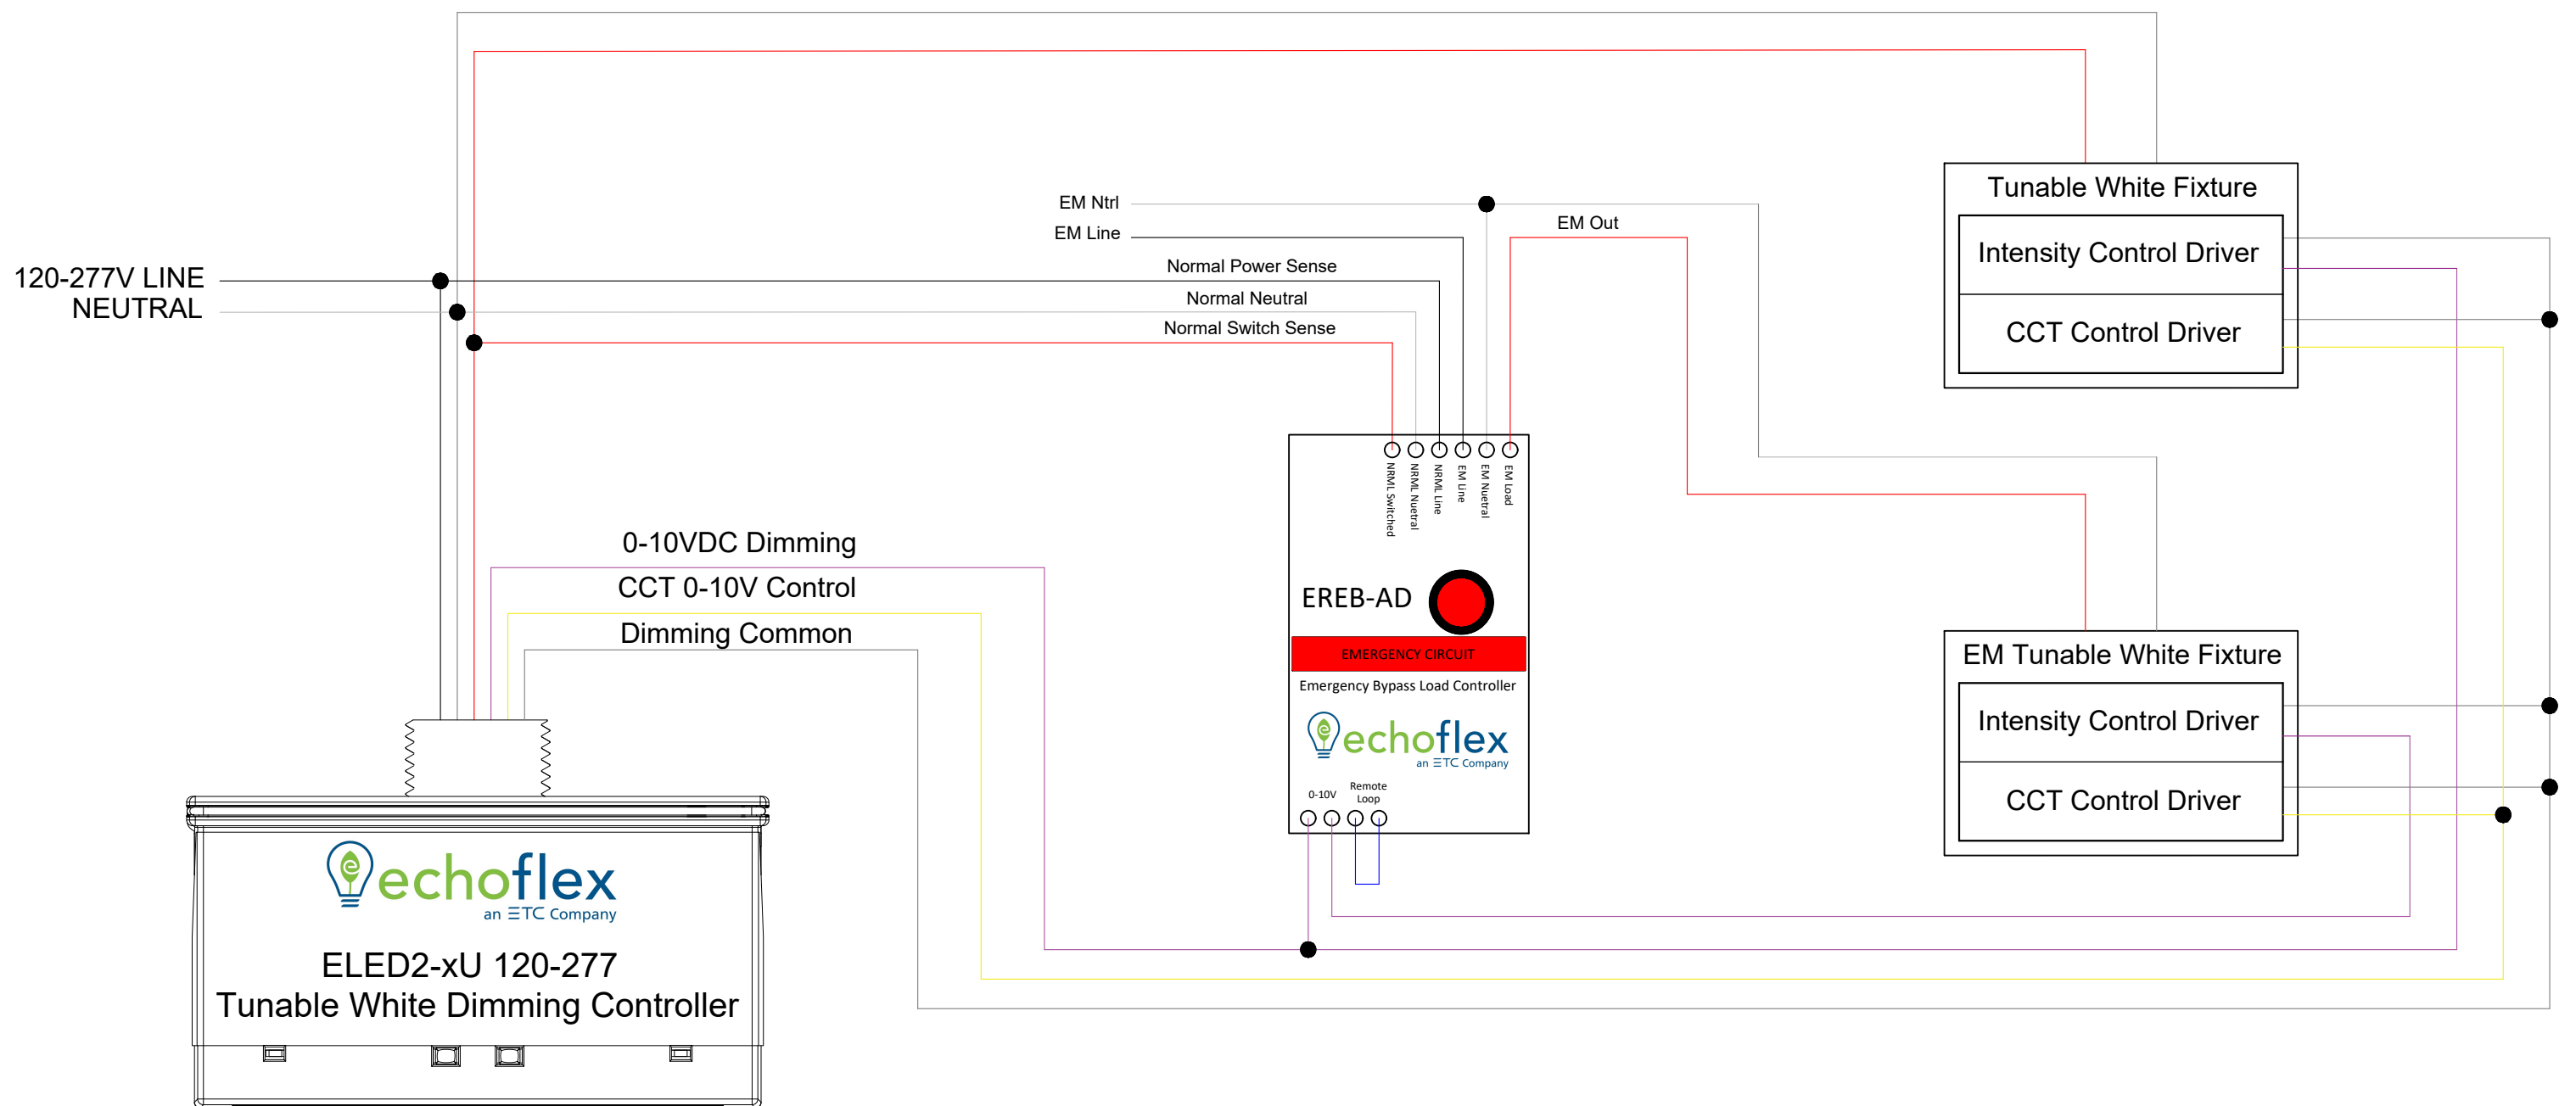 Tunable White Fixture
Intensity Control Driver
CCT Control Driver
EM Ntrl
EM Line
EM Out
Normal Power Sense
Normal Neutral
Normal Switch Sense
120-277V LINE
NEUTRAL
NRML Switched
NRML Nuetral
NRML Line
EM Line
EM Nuetral
EM Load
0-10VDC Dimming
CCT 0-10V Control
Dimming Common
EREB-AD
EMERGENCY CIRCUIT
Emergency Bypass Load Controller
echoflex
an ETC Company
0-10V
Remote
Loop
EM Tunable White Fixture
Intensity Control Driver
CCT Control Driver
echoflex
an ETC Company
ELED2-xU 120-277
Tunable White Dimming Controller